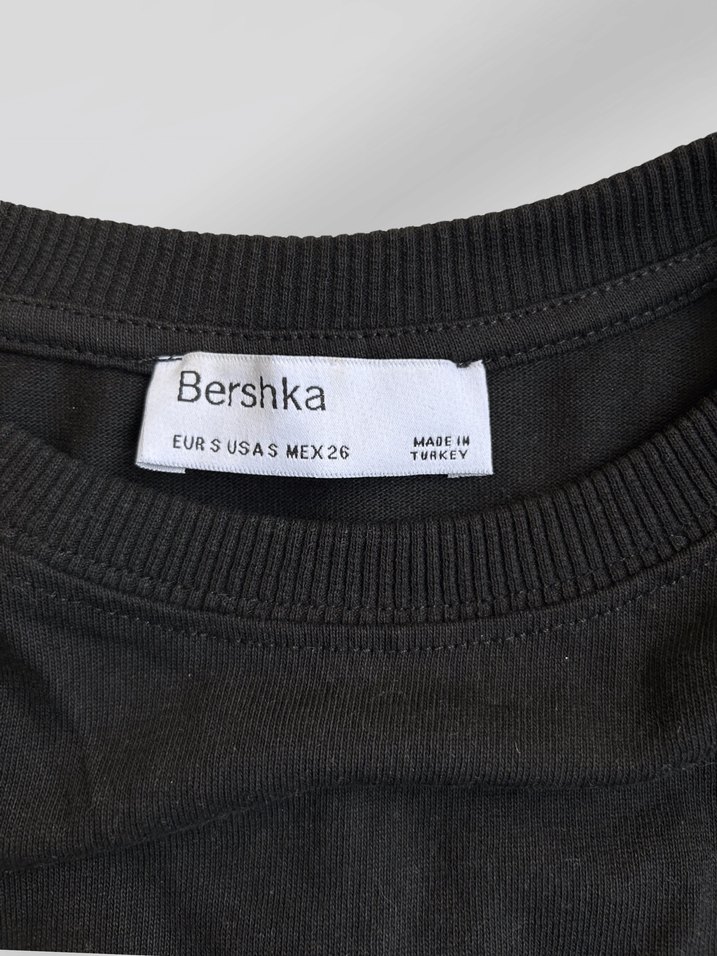 Bershka
EUR S USA S MEX 26
MADE IN
TURKEY